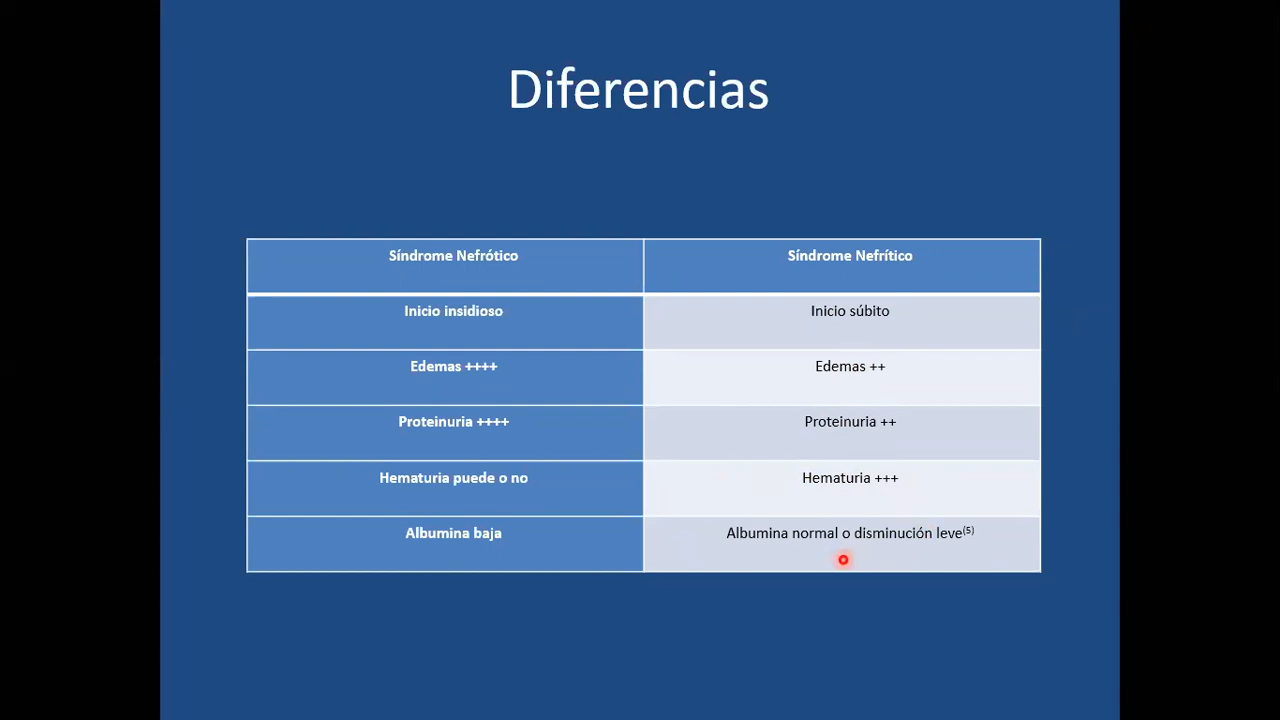 Diferencias
Síndrome Nefrótico
Síndrome Nefrítico
Inicio insidioso
Inicio súbito
Edemas ++++
Edemas ++
Proteinuria ++++
Proteinuria ++
Hematuria puede o no
Hematuria +++
Albumina baja
Albumina normal o disminución leve(5)